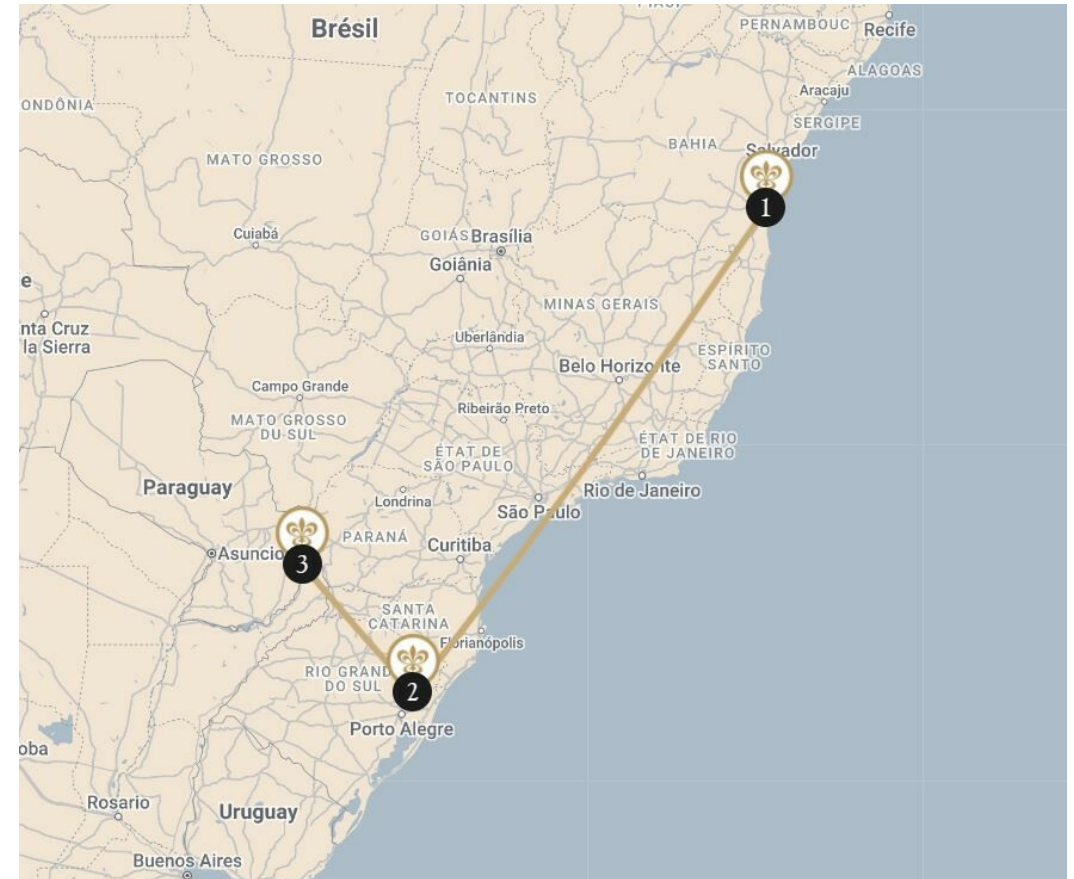 Brésil
PERNAMBOUC
Recife
ALAGOAS
Aracaju
SERGIPE
ONDÔNIA
TOCANTINS
BAHIA
Salvador
MATO GROSSO
1
Cuiabá
GOIÁS
Brasília
Goiânia
e
MINAS GERAIS
nta Cruz
la Sierra
Uberlândia
ESPÍRITO
SANTO
Belo Horizonte
Campo Grande
Ribeirão Preto
MATO GROSSO
DU SUL
ÉTAT DE RIO
DE JANEIRO
ÉTAT DE
SÃO PAULO
Paraguay
Londrina
Rio de Janeiro
São Paulo
PARANÁ
Curitiba
Asuncio
3
SANTA
CATARINA
Florianópolis
RIO GRAND
DO SUL
2
Porto Alegre
oba
Rosario
Uruguay
Buenos Aires